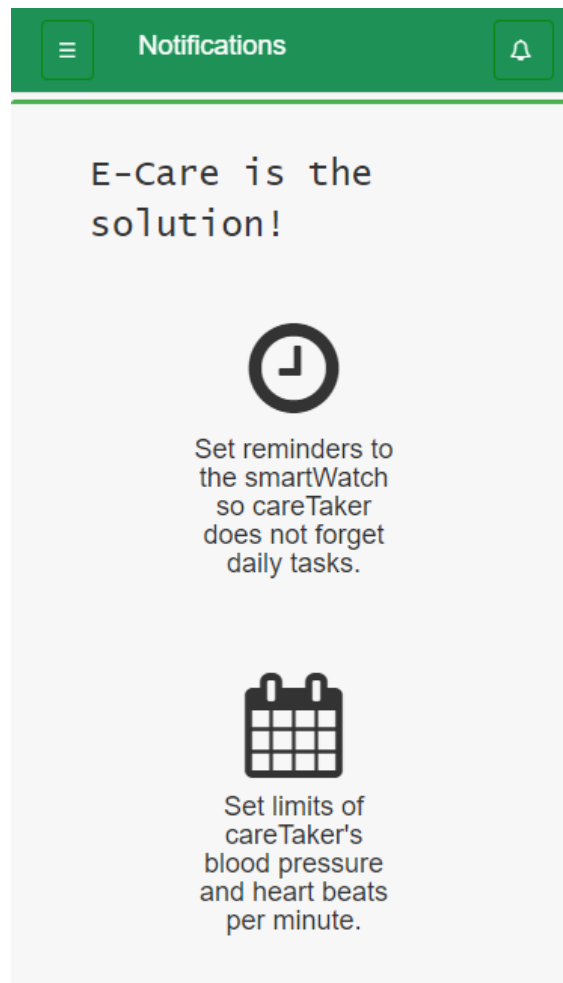 Notifications
E-Care is the
solution!
Set reminders to
the smartWatch
so careTaker
does not forget
daily tasks.
Set limits of
careTaker's
blood pressure
and heart beats
per minute.